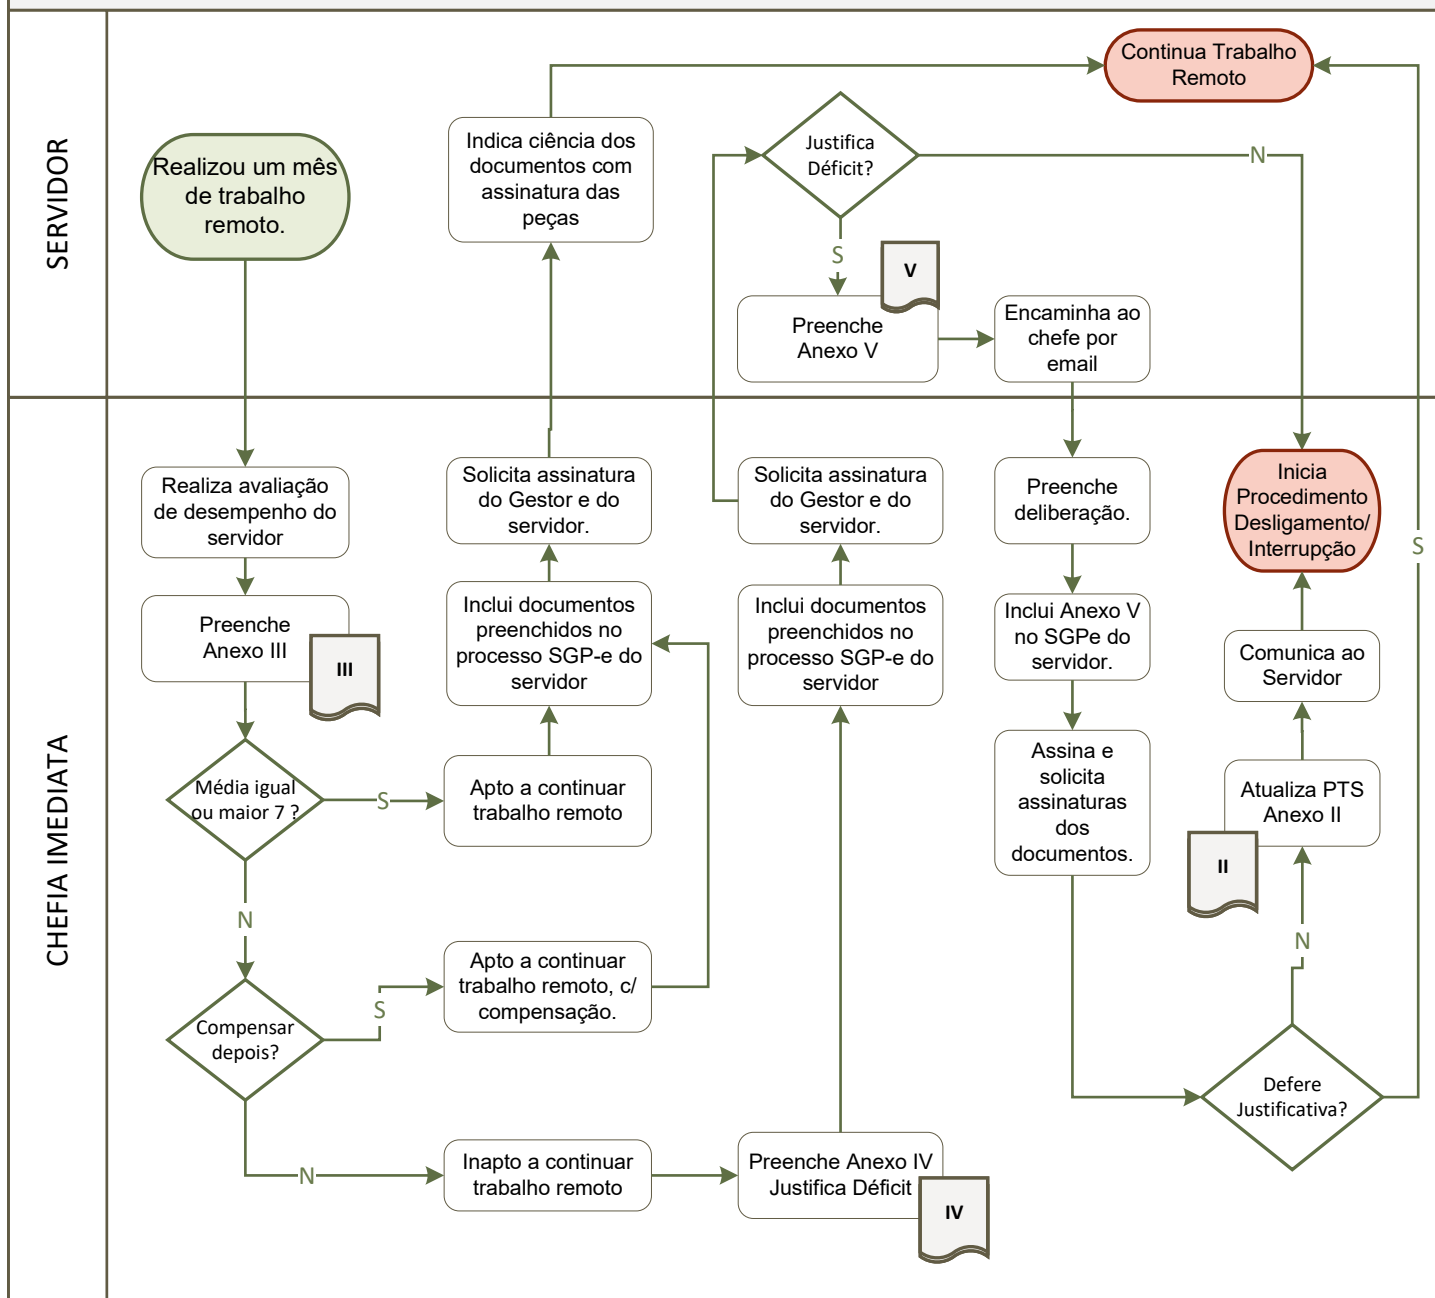 SERVIDOR
Continua Trabalho
Remoto
Realizou um mês
de trabalho
remoto.
Indica ciência dos
documentos com
assinatura das
peças
Justifica
Déficit?
N
S
V
Preenche
Anexo V
Encaminha ao
chefe por
email
CHEFIA IMEDIATA
Realiza avaliação
de desempenho do
servidor
Solicita assinatura
do Gestor e do
servidor.
Solicita assinatura
do Gestor e do
servidor.
Preenche
deliberação.
Inicia
Procedimento
Desligamento/
Interrupção
S
Preenche
Anexo III
III
Inclui documentos
preenchidos no
processo SGP-e do
servidor
Inclui documentos
preenchidos no
processo SGP-e do
servidor
Inclui Anexo V
no SGPe do
servidor.
Comunica ao
Servidor
Média igual
ou maior 7 ?
S
Apto a continuar
trabalho remoto
Assina e
solicita
assinaturas
dos
documentos.
Atualiza PTS
Anexo II
II
N
N
Apto a continuar
trabalho remoto, c/
compensação.
S
Compensar
depois?
Defere
Justificativa?
N
Inapto a continuar
trabalho remoto
Preenche Anexo IV
Justifica Déficit
IV